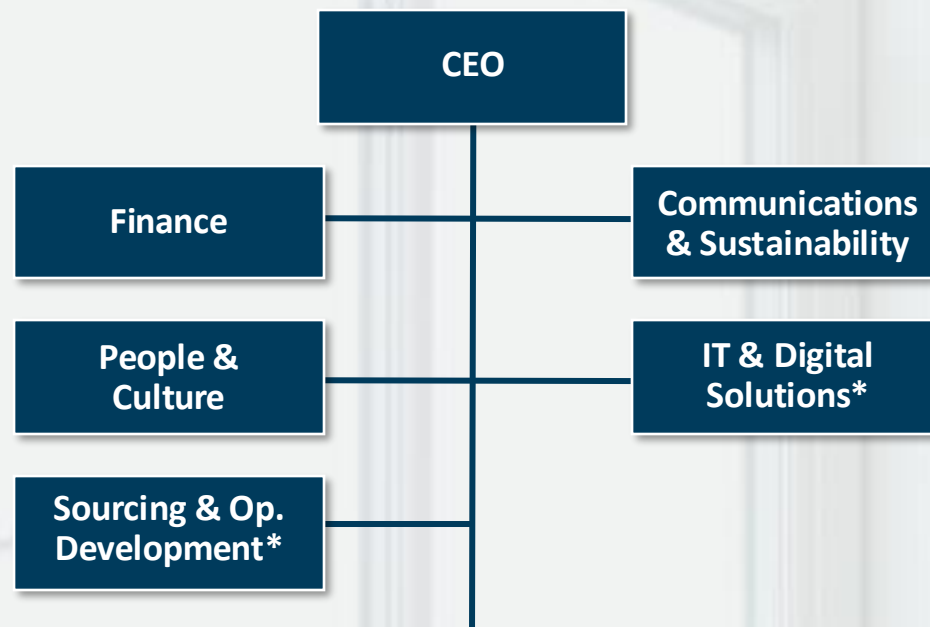 CEO
Finance
Communications
& Sustainability
People &
Culture
IT & Digital
Solutions*
Sourcing & Op.
Development*